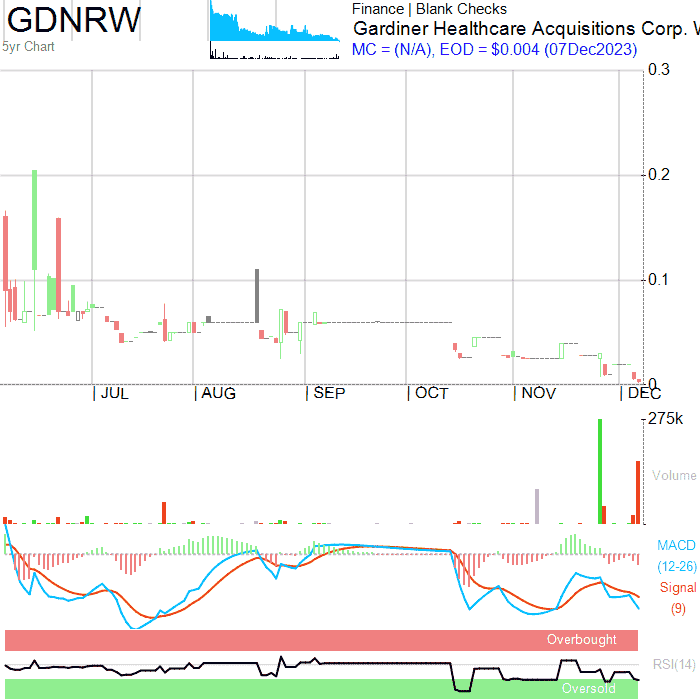 GDNRW
5yr Chart
Finance | Blank Checks
Gardiner Healthcare Acquisitions Corp. W
MC = (N/A), EOD = $0.004 (07Dec2023)
0.3
0.2
0.1
0
| JUL | AUG | SEP | OCT | NOV | DEC
275k
Volume
MACD
(12-26)
Signal
(9)
Overbought
RSI(14)
Oversold